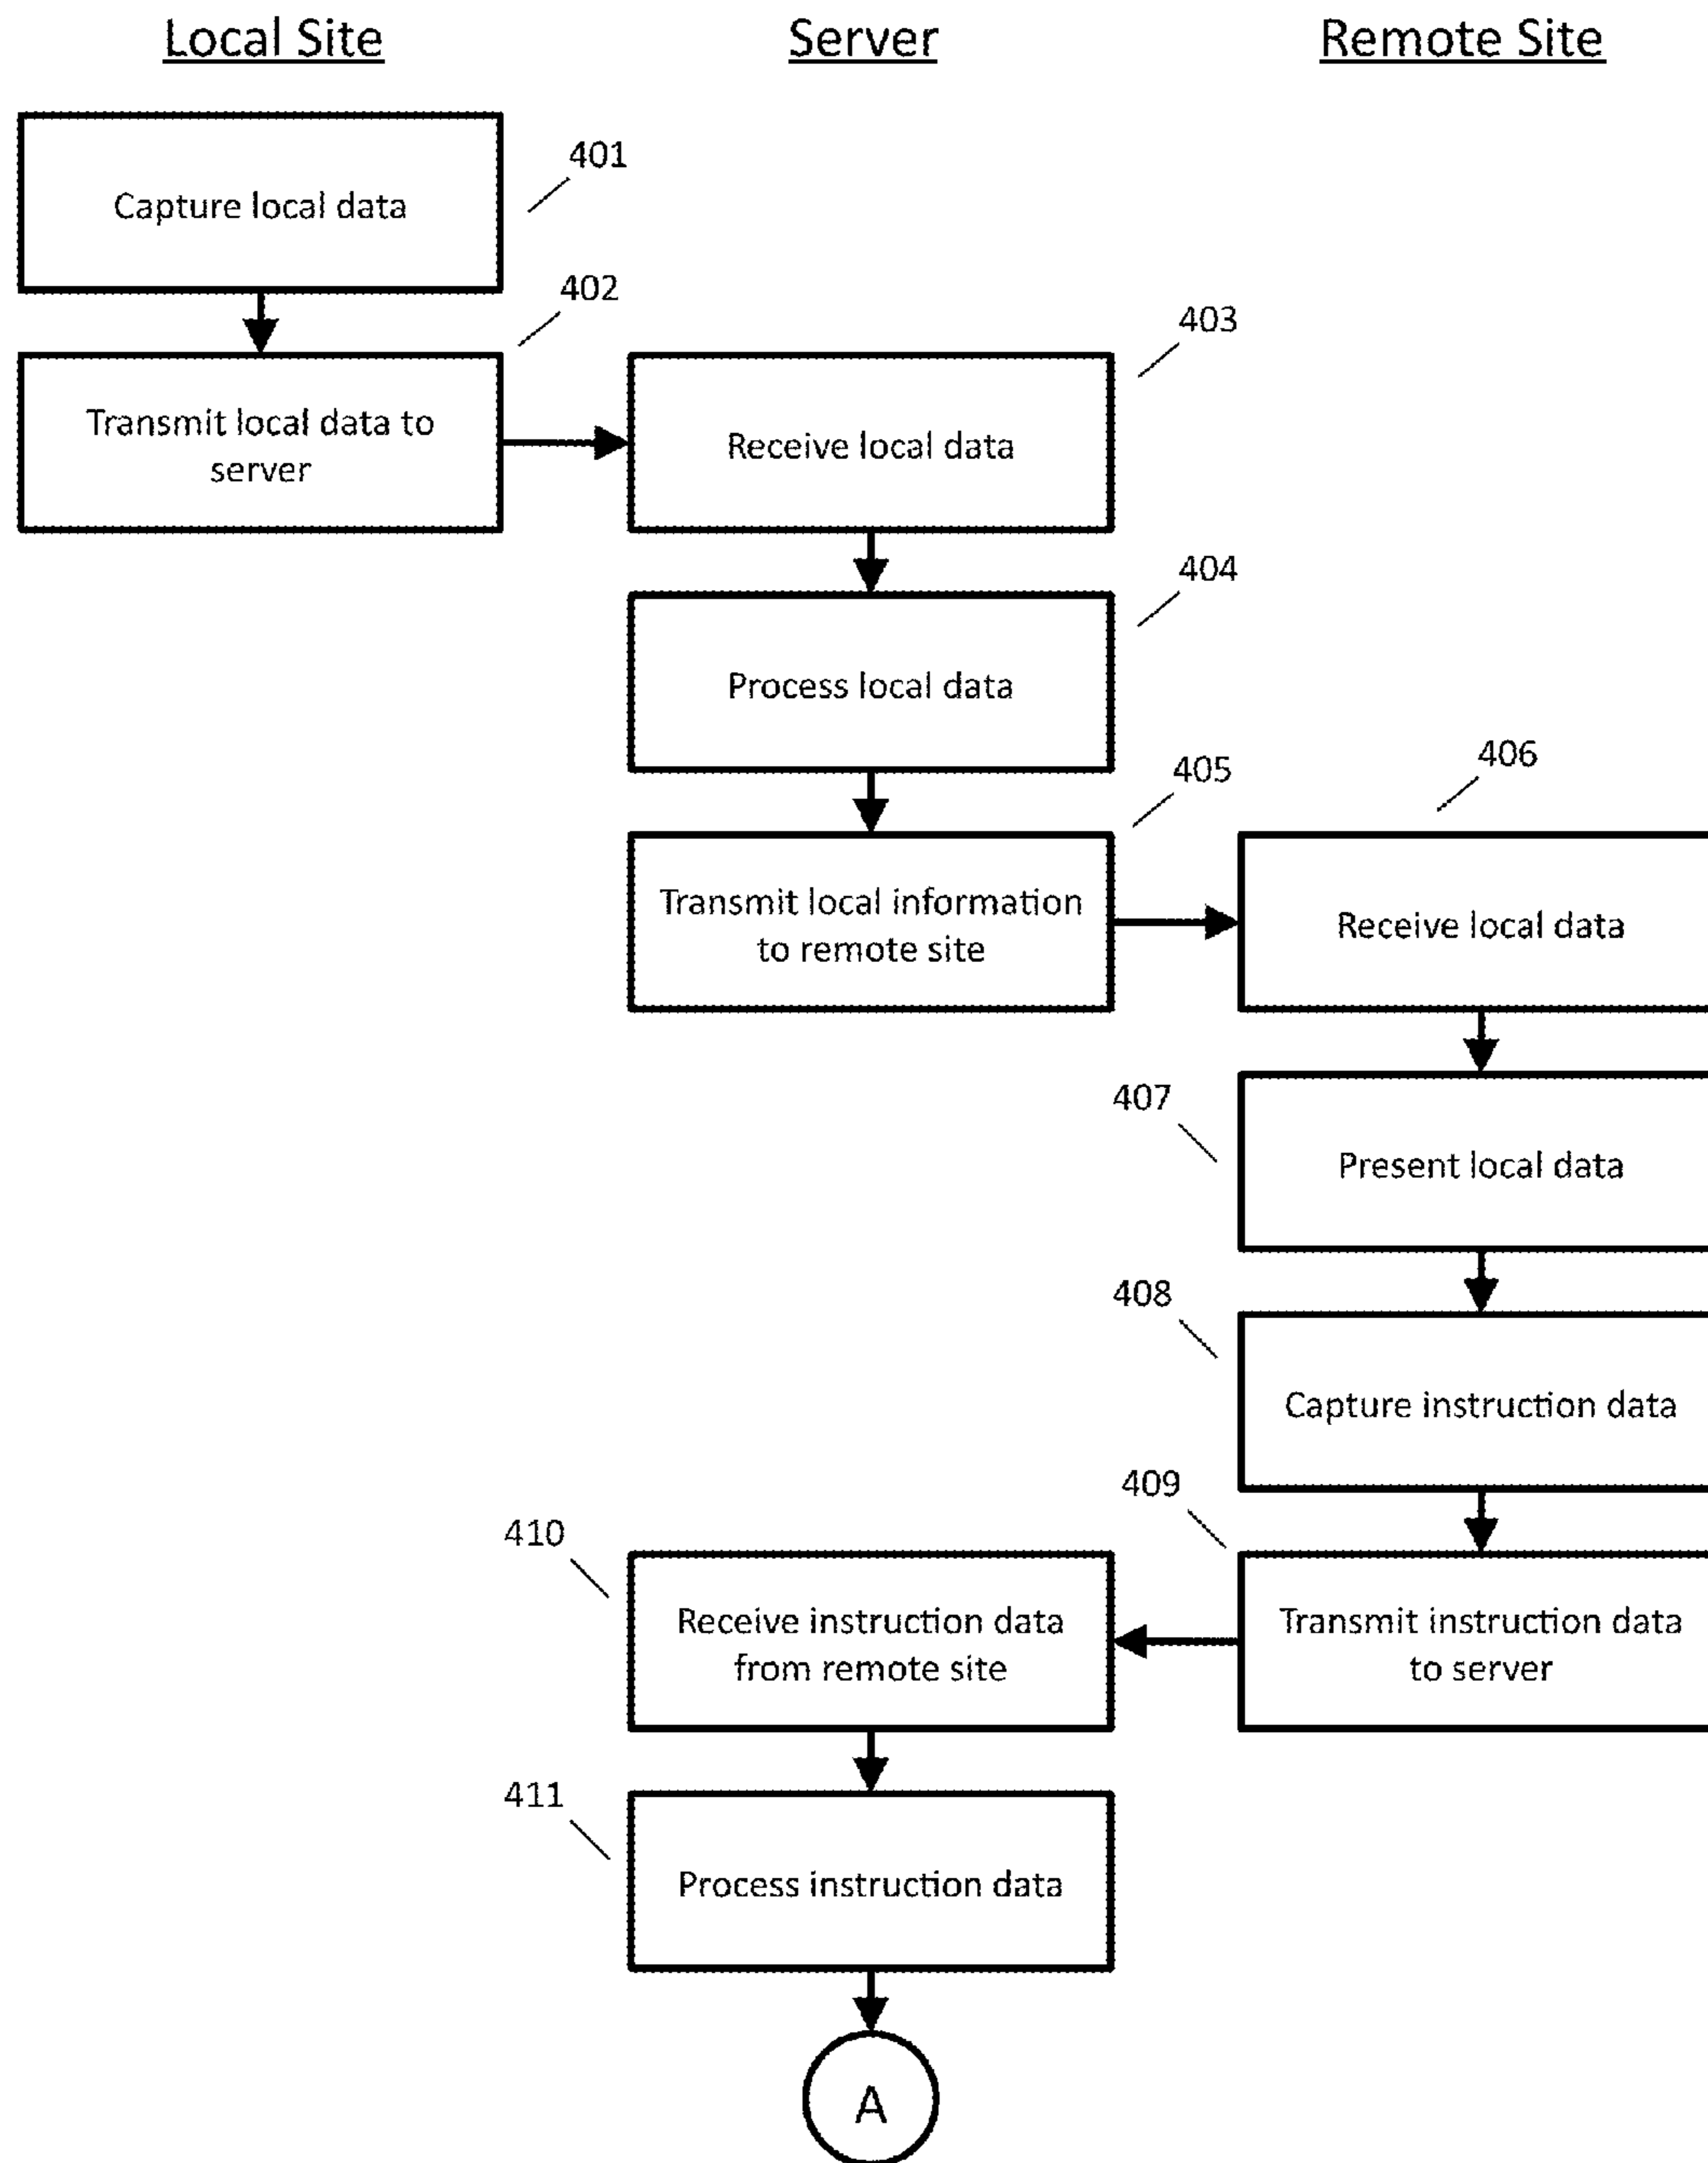 Local Site
Server
Remote Site
Capture local data
401
Transmit local data to
server
402
Receive local data
403
Process local data
404
Transmit local information
to remote site
405
Receive local data
406
Present local data
407
Capture instruction data
408
Transmit instruction data
to server
409
Receive instruction data
from remote site
410
Process instruction data
411
A